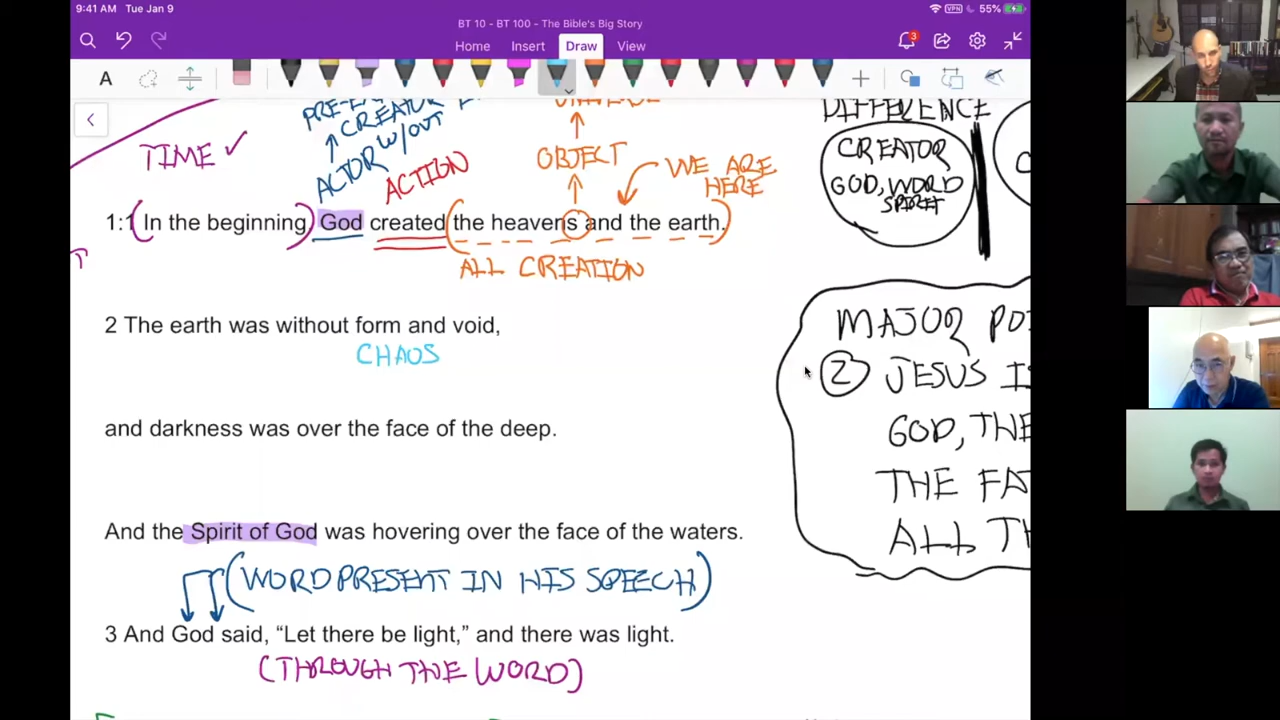 9:41 AM Tue Jan 9
VPN 55%
BT 10 - BT 100 - The Bible's Big Story
Home Insert Draw View
3
A
CREATOR
ACTOR W/OUT
TIME ✓
ACTION
OBJECT
WE ARE
HERE
1:1 (In the beginning) God created (the heavens and the earth.)
ALL CREATION
2 The earth was without form and void,
CHAOS
and darkness was over the face of the deep.
And the Spirit of God was hovering over the face of the waters.
(WORD PRESENT IN HIS SPEECH)
3 And God said, “Let there be light,” and there was light.
(THROUGH THE WORD)
DIFFERENCE
CREATOR
GOD, WORD
SPIRIT
MAJOR
② JESUS
GOD, THE
THE
ALL